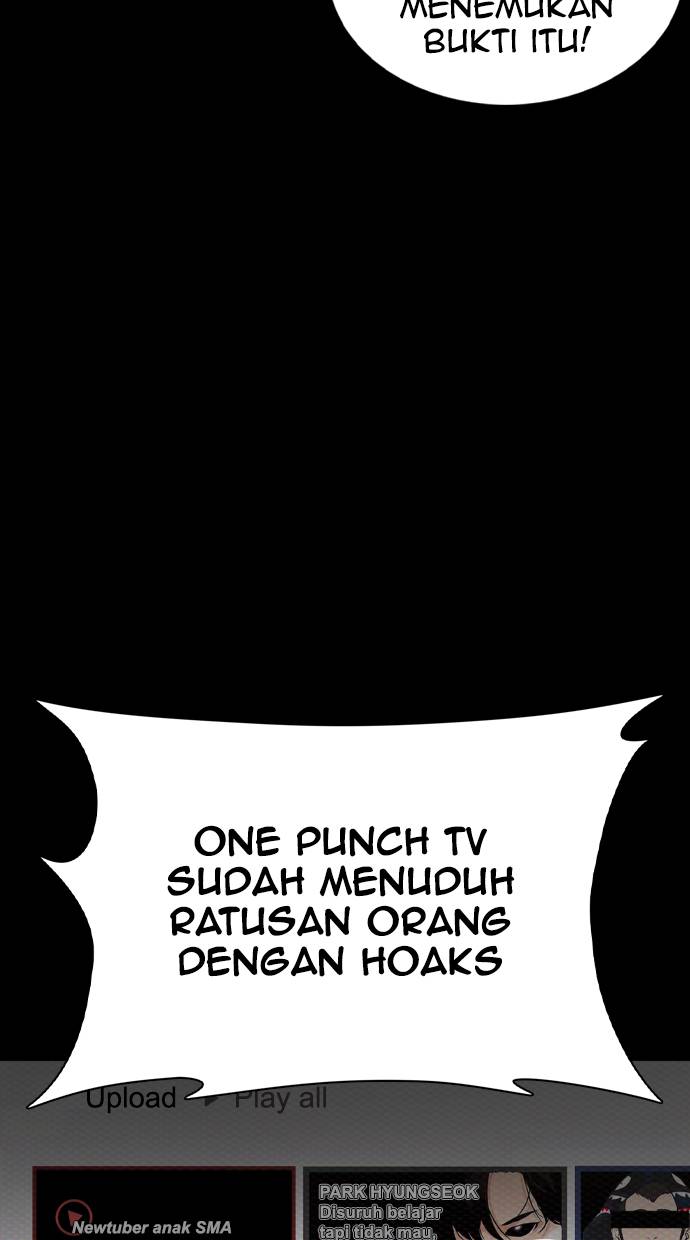 MENEMUKAN
BUKTI ITU!
ONE PUNCH TV
SUDAH MENUDUH
RATUSAN ORANG
DENGAN HOAKS
Upload ▶ Play all
Newtuber anak SMA
PARK HYUNGSEOK
Disuruh belajar
tapi tidak mau,